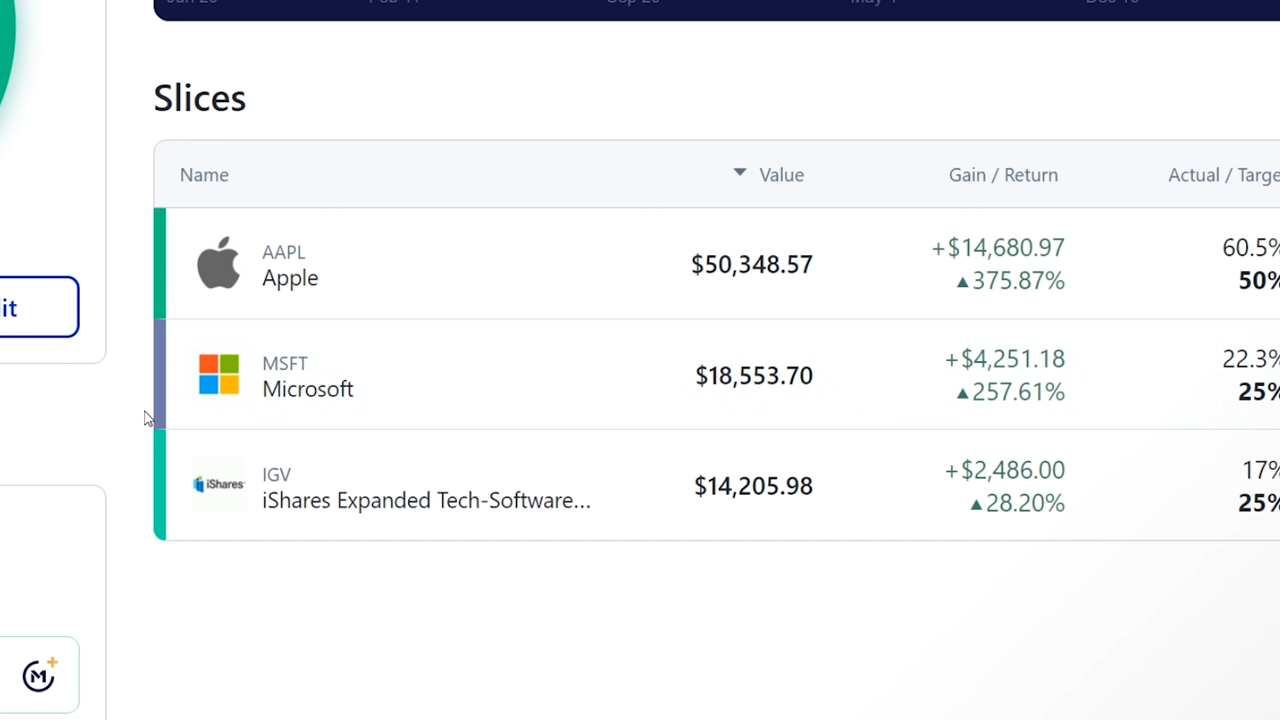 Slices
Name Value Gain / Return Actual / Targe
AAPL
Apple
$50,348.57
+$14,680.97
▲375.87%
60.5%
50%
MSFT
Microsoft
$18,553.70
+$4,251.18
▲257.61%
22.3%
25%
iShares
IGV
iShares Expanded Tech-Software...
$14,205.98
+$2,486.00
▲28.20%
17%
25%
it
M+